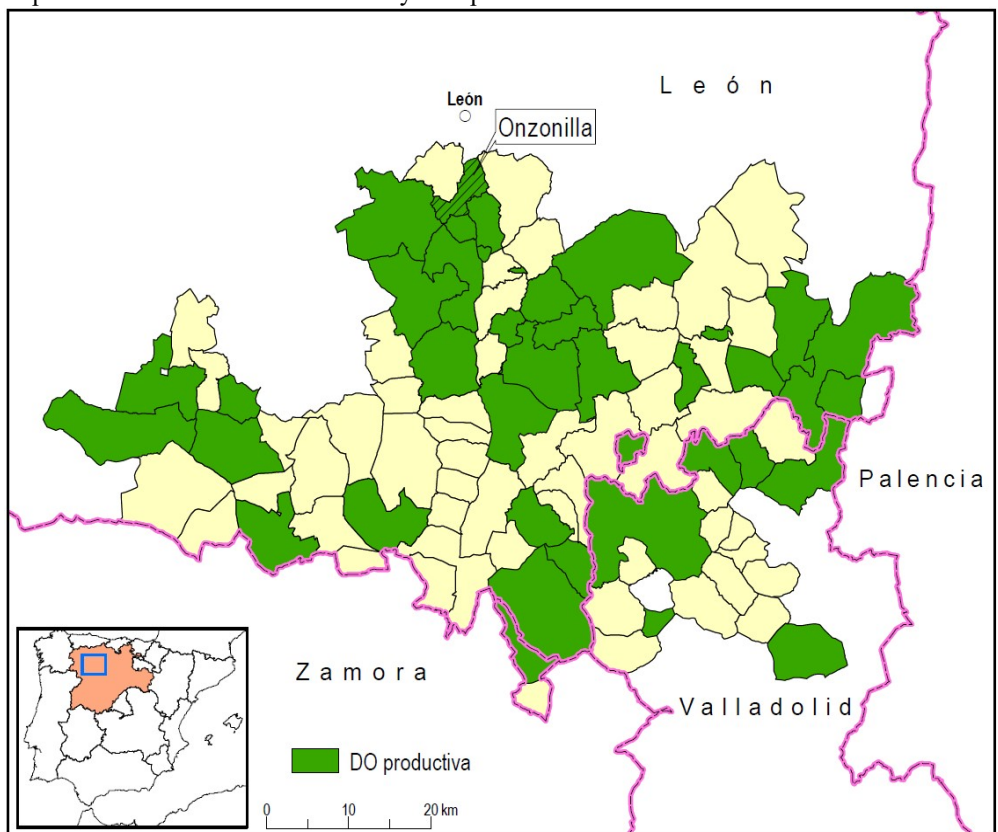 L e ó n
León
Onzonilla
Palencia
Zamora
Valladolid
DO productiva
0 10 20 km